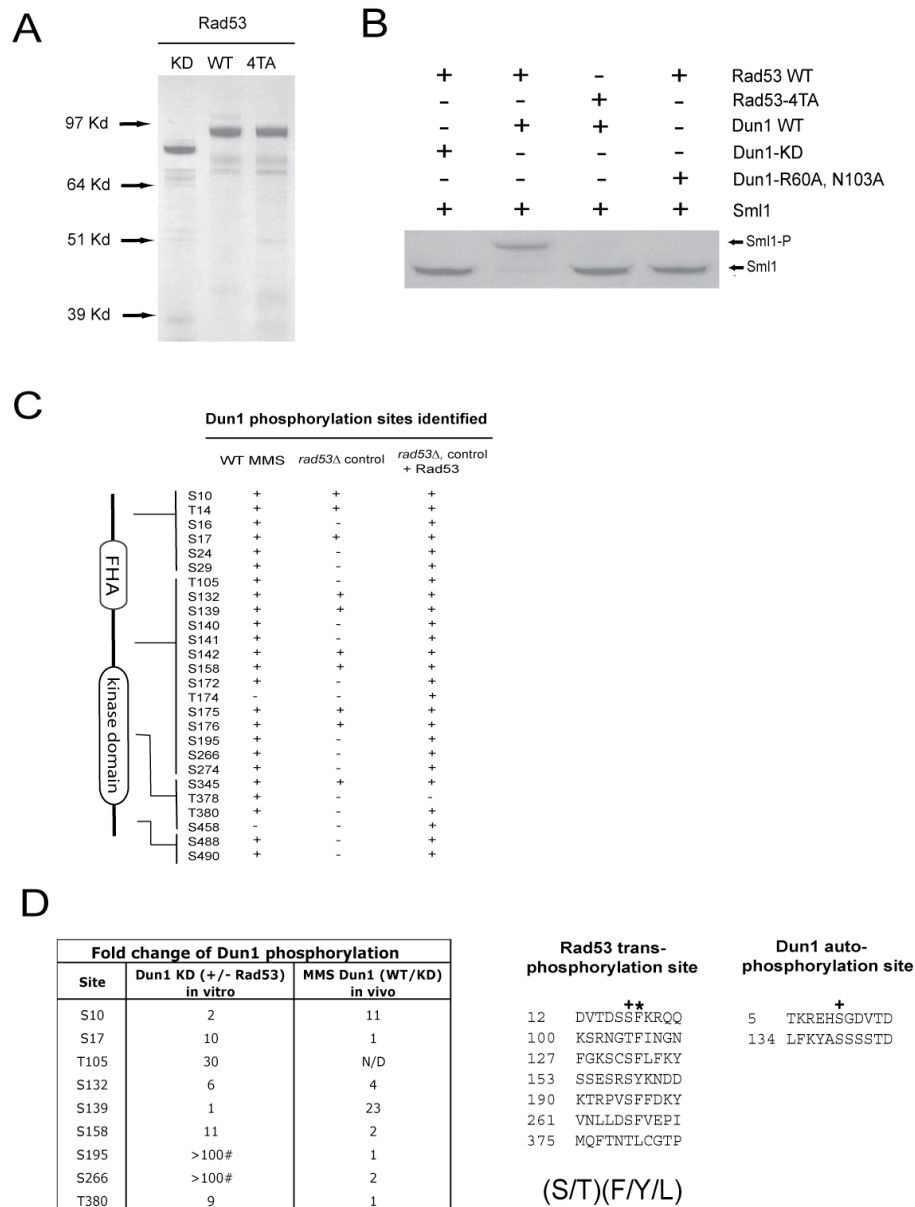 A
Rad53
KD WT 4TA
97 Kd
64 Kd
51 Kd
39 Kd
B
+ + - + Rad53 WT
- - + - Rad53-4TA
- + + - Dun1 WT
+ - - - Dun1-KD
- - - + Dun1-R60A, N103A
+ + + + Sml1
Sml1-P
Sml1
C
Dun1 phosphorylation sites identified
WT MMS rad53Δ control rad53Δ, control + Rad53
S10 + + +
T14 + + +
S16 + - +
S17 + + +
S24 + - +
S29 + - +
T105 + - +
S132 + + +
S139 + + +
S140 + - +
S141 + - +
S142 + + +
S158 + + +
S172 + - +
T174 - - +
S175 + + +
S176 + + +
S195 + - +
S266 + - +
S274 + - +
S345 + + +
T378 + - -
T380 + - +
S458 - - +
S488 + - +
S490 + - +
FHA
kinase domain
D
Fold change of Dun1 phosphorylation
Site Dun1 KD (+/- Rad53) in vitro MMS Dun1 (WT/KD) in vivo
S10 2 11
S17 10 1
T105 30 N/D
S132 6 4
S139 1 23
S158 11 2
S195 >100# 1
S266 >100# 2
T380 9 1
Rad53 trans-
phosphorylation site
+*
12 DVTDSSFKRQQ
100 KSRNGTFINGN
127 FGKSCSFLFKY
153 SSESRSYKNDD
190 KTRPVSFFDKY
261 VNLLDSFVEPI
375 MQFTNTLCGTP
(S/T)(F/Y/L)
Dun1 auto-
phosphorylation site
+
5 TKREHSGDVTD
134 LFKYASSSSTD